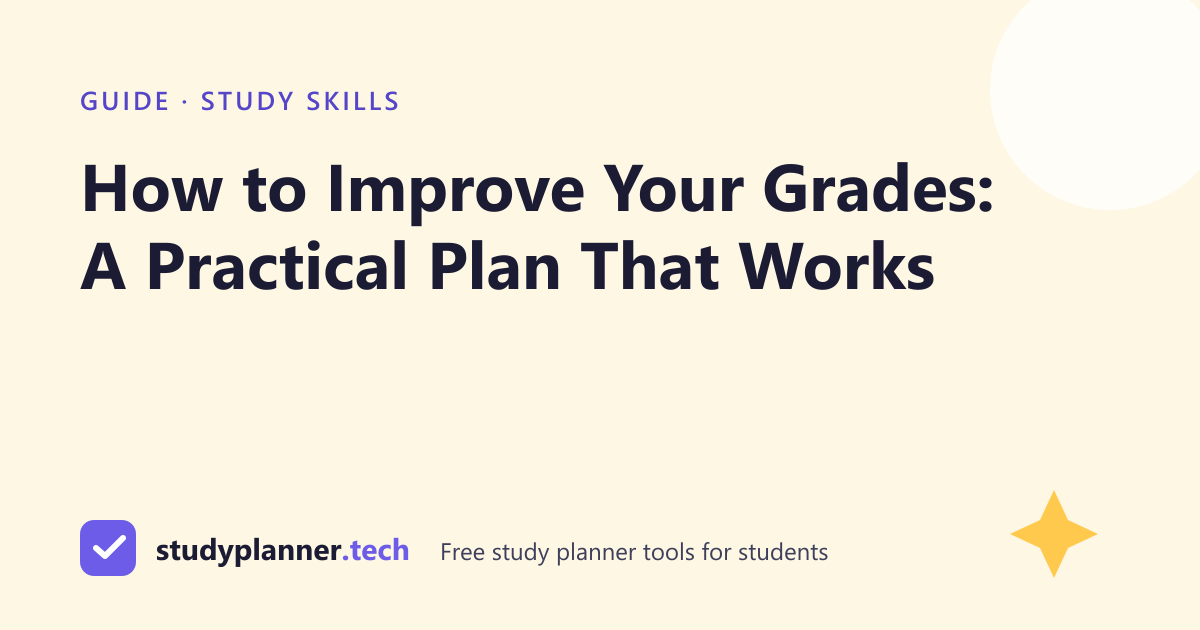 GUIDE · STUDY SKILLS
How to Improve Your Grades:
A Practical Plan That Works
studyplanner.tech Free study planner tools for students